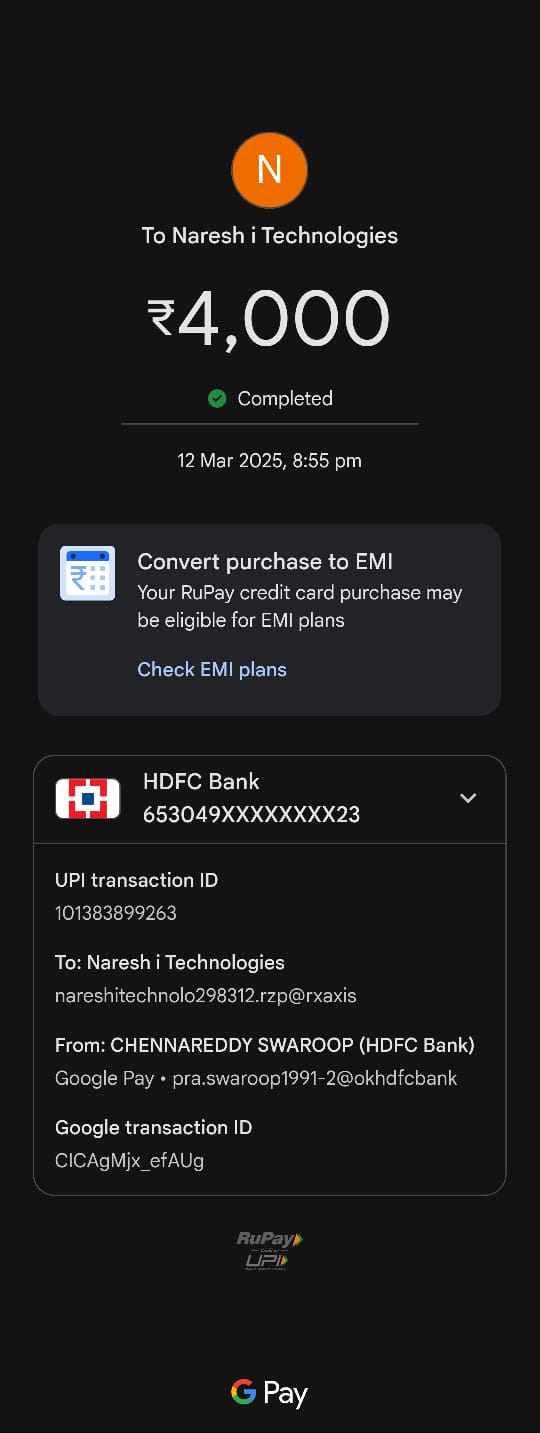 N
To Naresh i Technologies
₹4,000
Completed
12 Mar 2025, 8:55 pm
Convert purchase to EMI
Your RuPay credit card purchase may
be eligible for EMI plans
Check EMI plans
HDFC Bank
653049XXXXXXXX23
UPI transaction ID
101383899263
To: Naresh i Technologies
nareshitechnolo298312.rzp@rxaxis
From: CHENNAREDDY SWAROOP (HDFC Bank)
Google Pay • pra.swaroop1991-2@okhdfcbank
Google transaction ID
CICAgMjx_efAUg
RuPay
UPI
G Pay